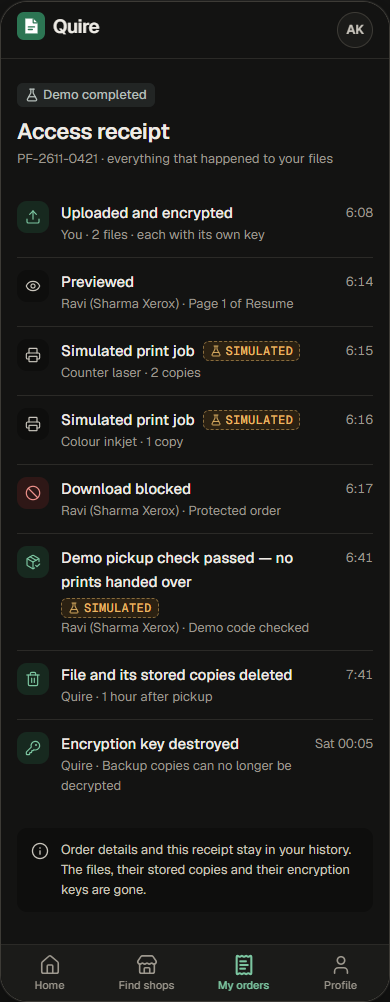 Quire
AK
Demo completed
Access receipt
PF-2611-0421 · everything that happened to your files
Uploaded and encrypted 6:08
You · 2 files · each with its own key
Previewed 6:14
Ravi (Sharma Xerox) · Page 1 of Resume
Simulated print job SIMULATED 6:15
Counter laser · 2 copies
Simulated print job SIMULATED 6:16
Colour inkjet · 1 copy
Download blocked 6:17
Ravi (Sharma Xerox) · Protected order
Demo pickup check passed — no 6:41
prints handed over
SIMULATED
Ravi (Sharma Xerox) · Demo code checked
File and its stored copies deleted 7:41
Quire · 1 hour after pickup
Encryption key destroyed Sat 00:05
Quire · Backup copies can no longer be
decrypted
Order details and this receipt stay in your history.
The files, their stored copies and their encryption
keys are gone.
Home Find shops My orders Profile